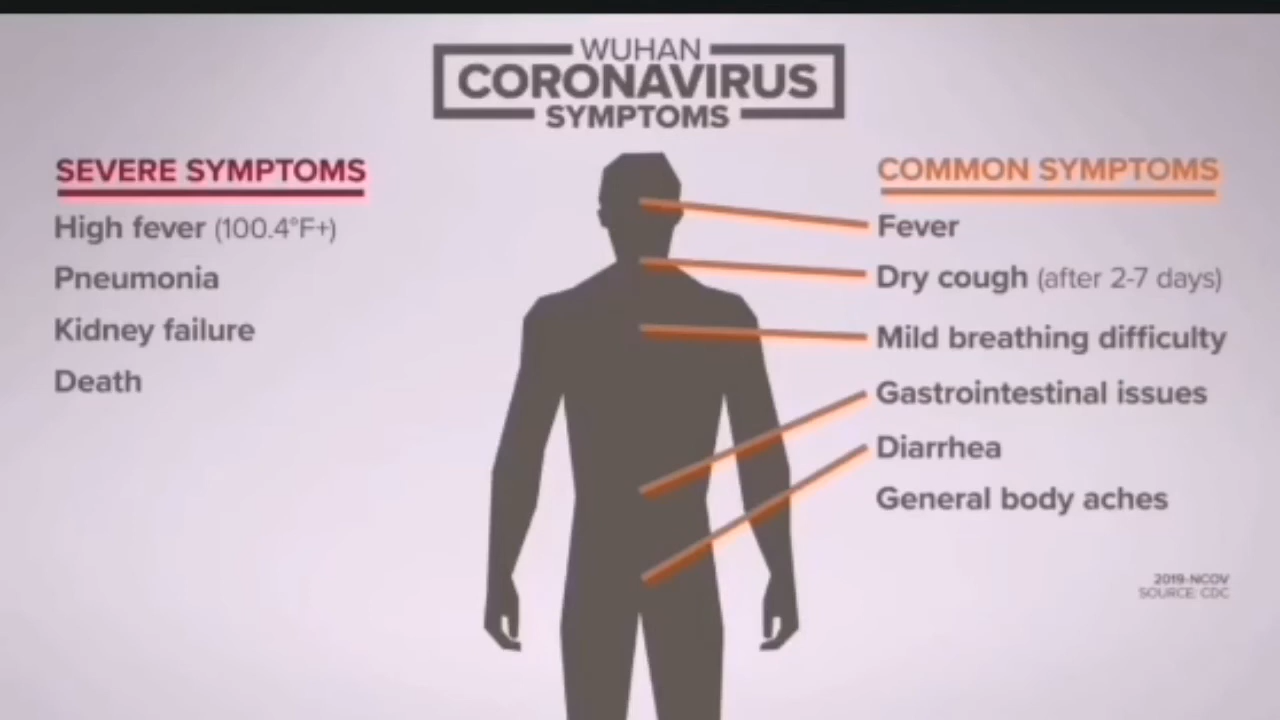 WUHAN
CORONAVIRUS
SYMPTOMS
SEVERE SYMPTOMS
High fever (100.4°F+)
Pneumonia
Kidney failure
Death
COMMON SYMPTOMS
Fever
Dry cough (after 2-7 days)
Mild breathing difficulty
Gastrointestinal issues
Diarrhea
General body aches
2019-NCOV
SOURCE: CDC